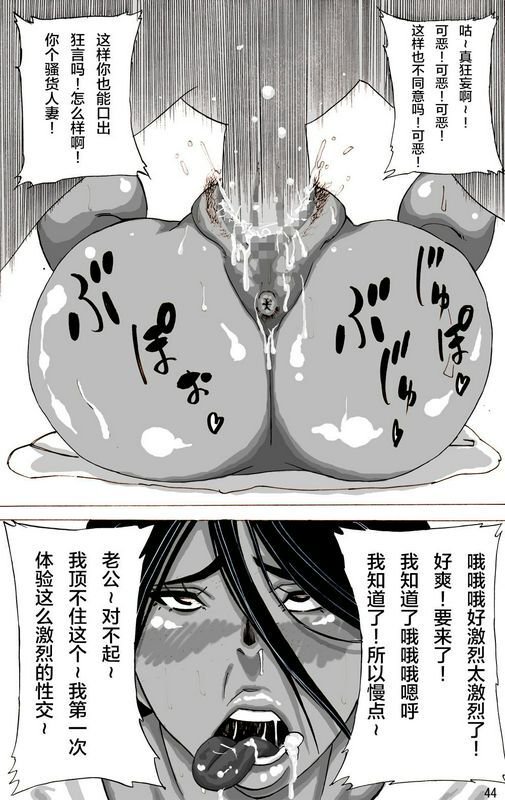 咕～真狂妄啊～！
可恶！可恶！可恶！
这样也不同意吗！可恶！
这样你也能口出
狂言吗！怎么样啊！
你个骚货人妻！
じゅぽ♡
じゅ♡
ぶぽぉ♡
ぶ
哦哦哦好激烈太激烈了！
好爽！要来了！
我知道了哦哦哦嗯呼
我知道了！所以慢点～
老公～对不起～
我顶不住这个～我第一次
体验这么激烈的性交～
44